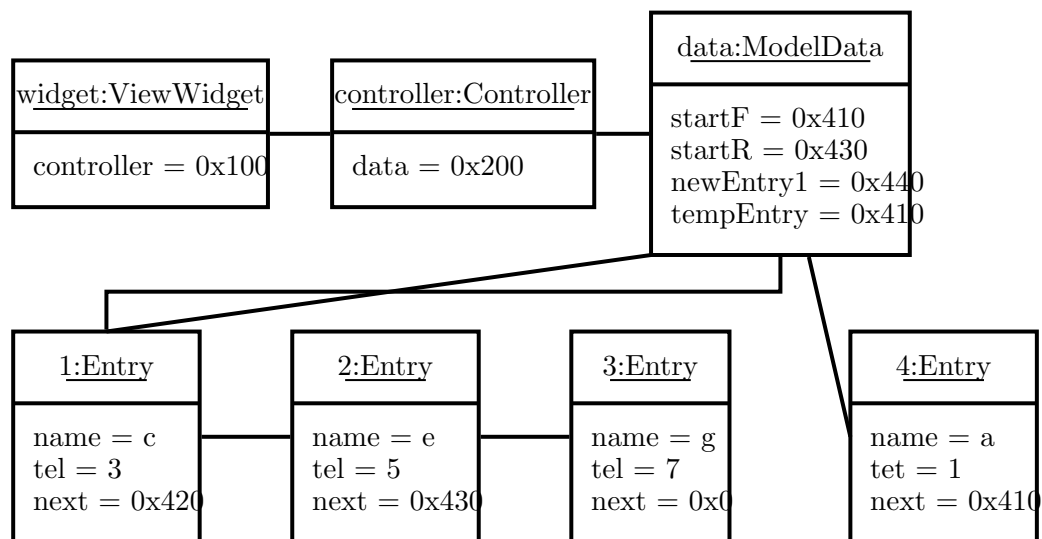 widget:ViewWidget
controller = 0x100
controller:Controller
data = 0x200
data:ModelData
startF = 0x410
startR = 0x430
newEntry1 = 0x440
tempEntry = 0x410
1:Entry
name = c
tel = 3
next = 0x420
2:Entry
name = e
tel = 5
next = 0x430
3:Entry
name = g
tel = 7
next = 0x0
4:Entry
name = a
tet = 1
next = 0x410